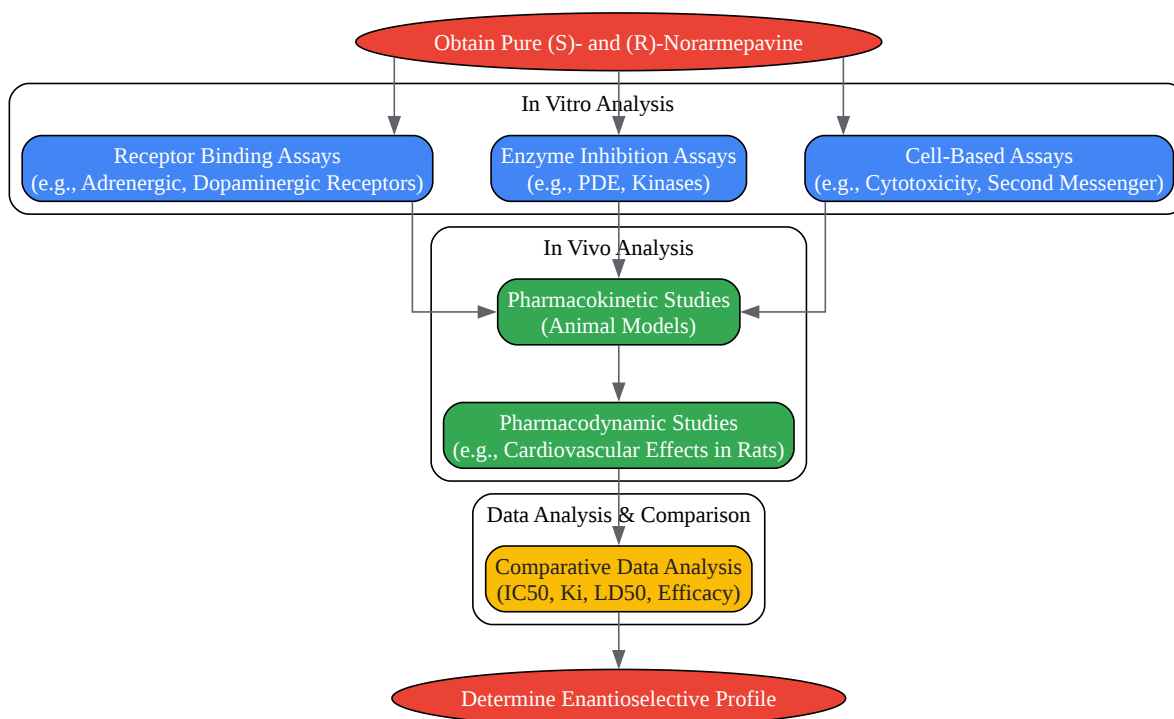 Obtain Pure (S)- and (R)-Norarmepavine
In Vitro Analysis
Receptor Binding Assays
(e.g., Adrenergic, Dopaminergic Receptors)
Enzyme Inhibition Assays
(e.g., PDE, Kinases)
Cell-Based Assays
(e.g., Cytotoxicity, Second Messenger)
In Vivo Analysis
Pharmacokinetic Studies
(Animal Models)
Pharmacodynamic Studies
(e.g., Cardiovascular Effects in Rats)
Data Analysis & Comparison
Comparative Data Analysis
(IC50, Ki, LD50, Efficacy)
Determine Enantioselective Profile